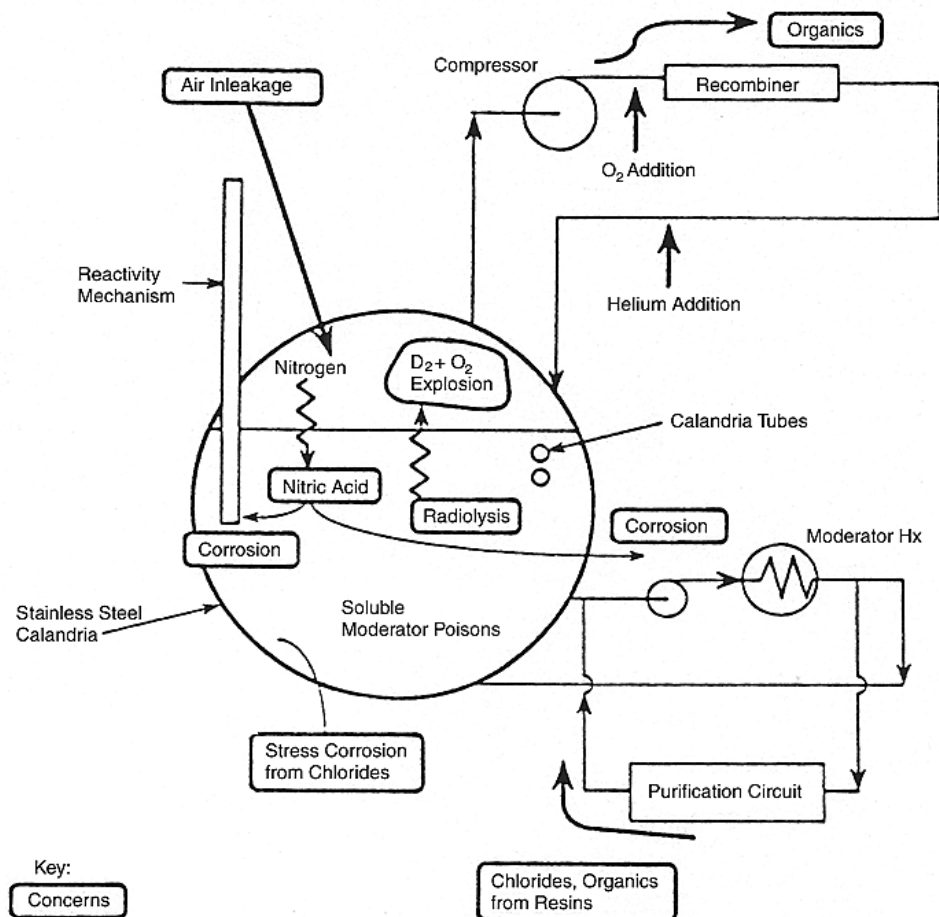 Organics
Compressor
Air Inleakage
Recombiner
O₂ Addition
Reactivity
Mechanism
Helium Addition
Nitrogen
D₂ + O₂
Explosion
Calandria Tubes
Nitric Acid
Radiolysis
Corrosion
Moderator Hx
Corrosion
Stainless Steel
Calandria
Soluble
Moderator Poisons
Stress Corrosion
from Chlorides
Purification Circuit
Key:
Concerns
Chlorides, Organics
from Resins